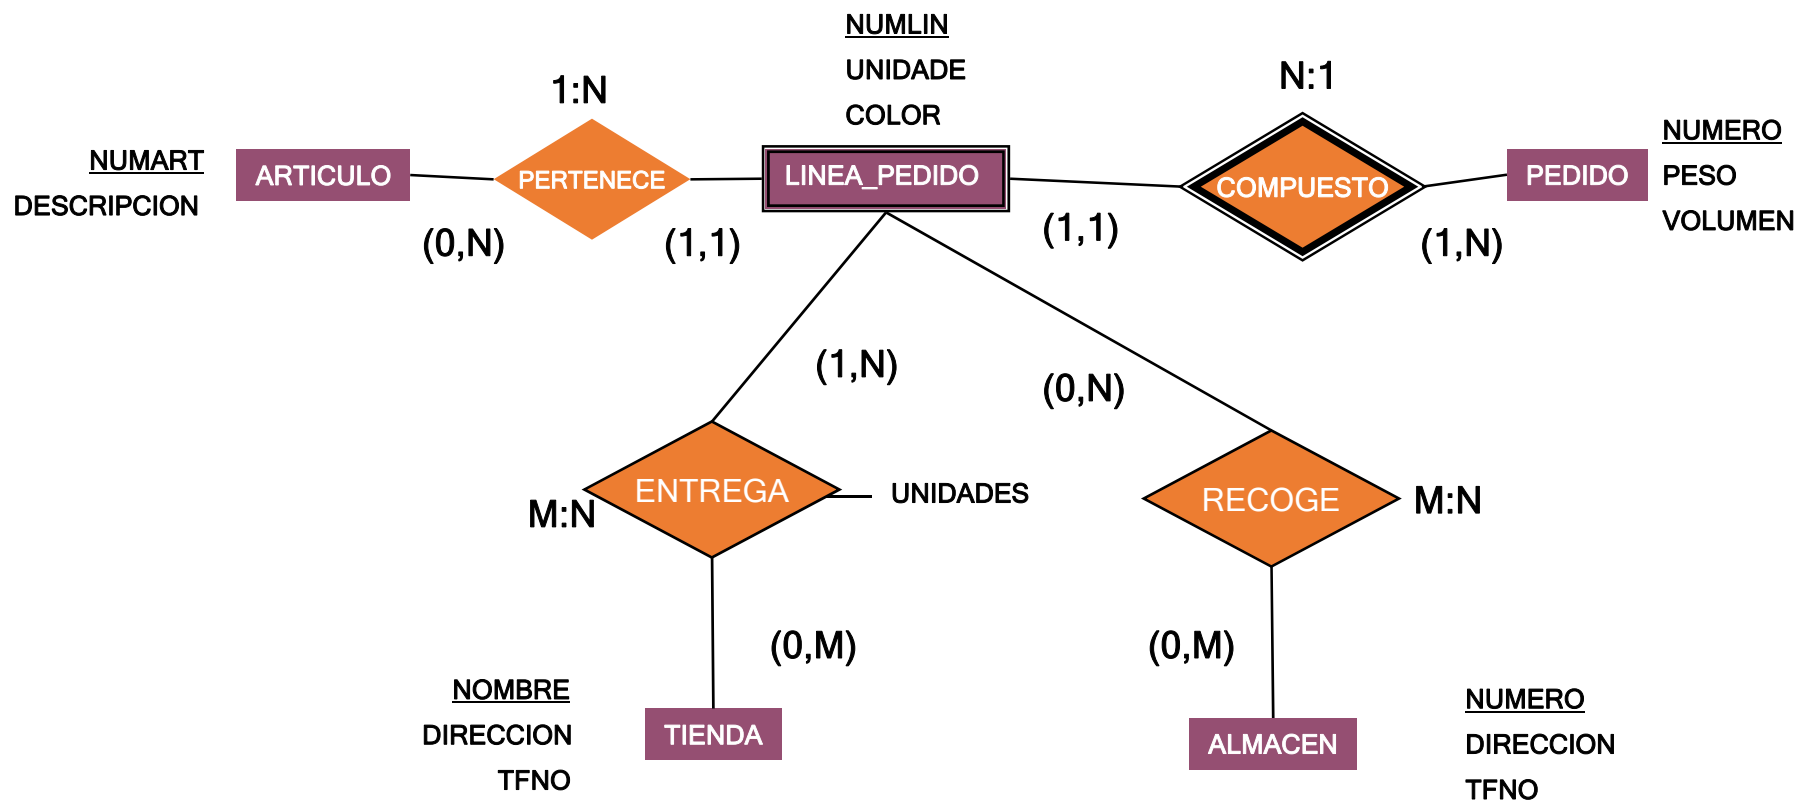 NUMLIN
UNIDADE
COLOR
1:N
N:1
NUMART
DESCRIPCION
ARTICULO
PERTENECE
LINEA_PEDIDO
COMPUESTO
PEDIDO
NUMERO
PESO
VOLUMEN
(0,N)
(1,1)
(1,1)
(1,N)
(1,N)
(0,N)
M:N
ENTREGA
UNIDADES
RECOGE
M:N
(0,M)
(0,M)
NOMBRE
DIRECCION
TFNO
TIENDA
ALMACEN
NUMERO
DIRECCION
TFNO